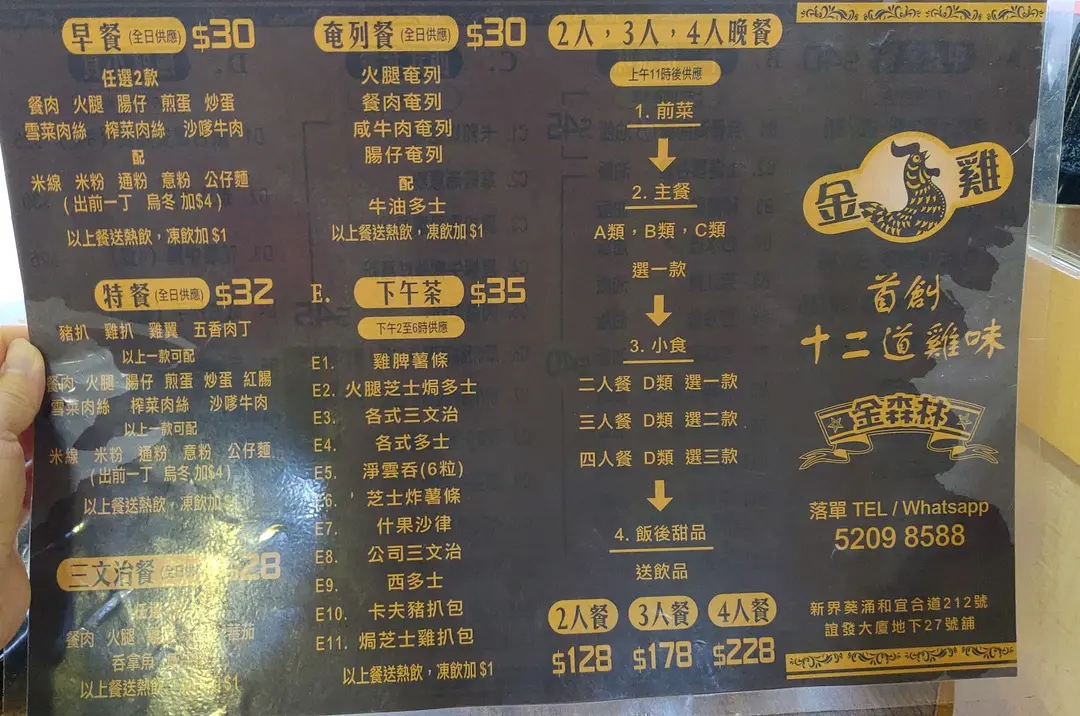 早餐 (全日供應) $30
任選2款
餐肉 火腿 腸仔 煎蛋 炒蛋
雪菜肉絲 榨菜肉絲 沙嗲牛肉
配
米線 米粉 通粉 意粉 公仔麵
(出前一丁 烏冬加$4)
以上餐送熱飲，凍飲加 $1
特餐 (全日供應) $32
豬扒 雞扒 雞翼 五香肉丁
以上一款可配
餐肉 火腿 腸仔 煎蛋 炒蛋 紅腸
雪菜肉絲 榨菜肉絲 沙嗲牛肉
以上一款可配
米線 米粉 通粉 意粉 公仔麵
(出前一丁 烏冬加$4)
以上餐送熱飲，凍飲加 $1
三文治餐 (全日供應) $28
餐肉 火腿 蕃茄
吞拿魚
以上餐送熱飲 $1
奄列餐 (全日供應) $30
火腿奄列
餐肉奄列
咸牛肉奄列
腸仔奄列
配
牛油多士
以上餐送熱飲，凍飲加 $1
E. 下午茶 $35
下午2至6時供應
E1. 雞脾薯條
E2. 火腿芝士焗多士
E3. 各式三文治
E4. 各式多士
E5. 淨雲吞(6粒)
E6. 芝士炸薯條
E7. 什果沙律
E8. 公司三文治
E9. 西多士
E10. 卡夫豬扒包
E11. 焗芝士雞扒包
以上餐送熱飲，凍飲加 $1
2人，3人，4人晚餐
上午11時後供應
1. 前菜
2. 主餐
A類，B類，C類
選一款
3. 小食
二人餐 D類 選一款
三人餐 D類 選二款
四人餐 D類 選三款
4. 飯後甜品
送飲品
2人餐 3人餐 4人餐
$128 $178 $228
金雞
首創
十二道雞味
金森林
落單 TEL / Whatsapp
5209 8588
新界葵涌和宜合道212號
誼發大廈地下27號舖